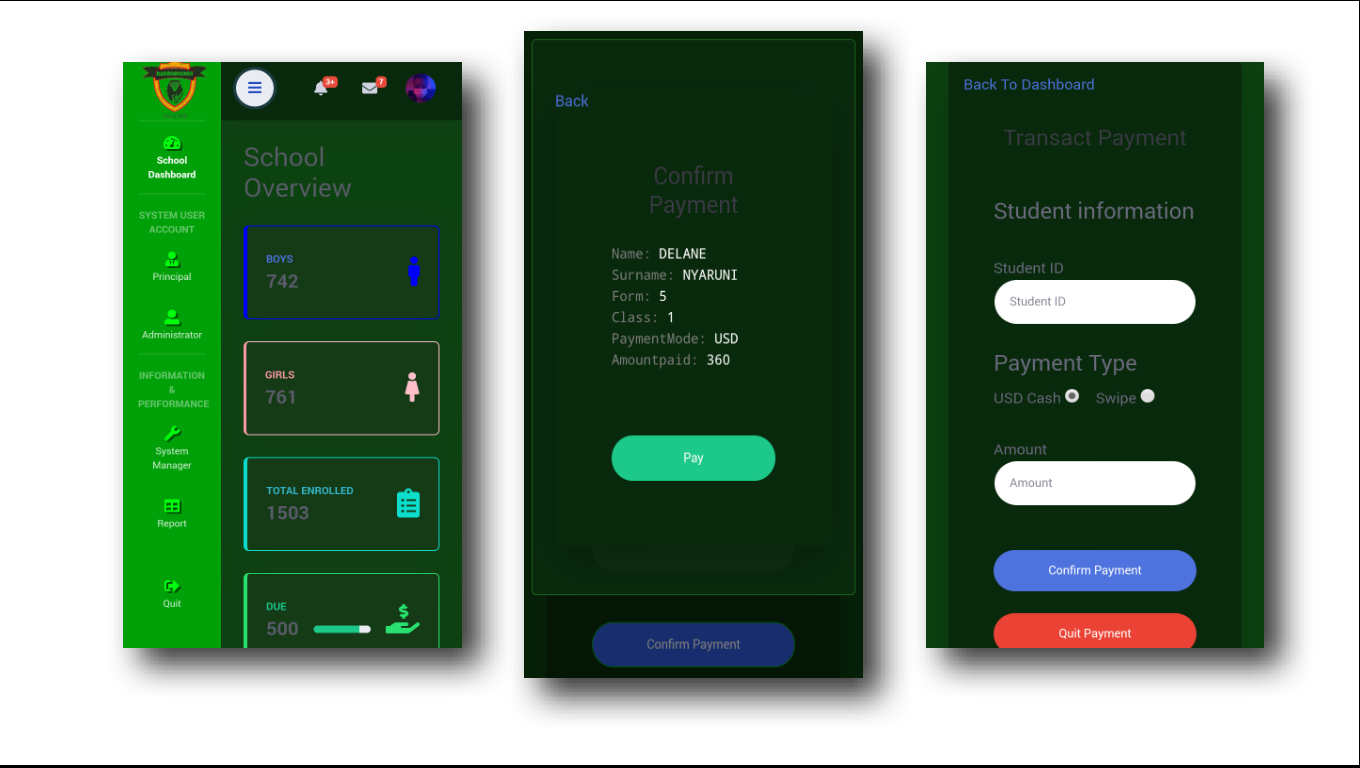 3+
7
School
Dashboard
SYSTEM USER
ACCOUNT
Principal
Administrator
INFORMATION
&
PERFORMANCE
System
Manager
Report
Quit
School
Overview
BOYS
742
GIRLS
761
TOTAL ENROLLED
1503
DUE
500
$
Back
Confirm
Payment
Name: DELANE
Surname: NYARUNI
Form: 5
Class: 1
PaymentMode: USD
Amountpaid: 360
Pay
Confirm Payment
Back To Dashboard
Transact Payment
Student information
Student ID
Student ID
Payment Type
USD Cash Swipe
Amount
Amount
Confirm Payment
Quit Payment